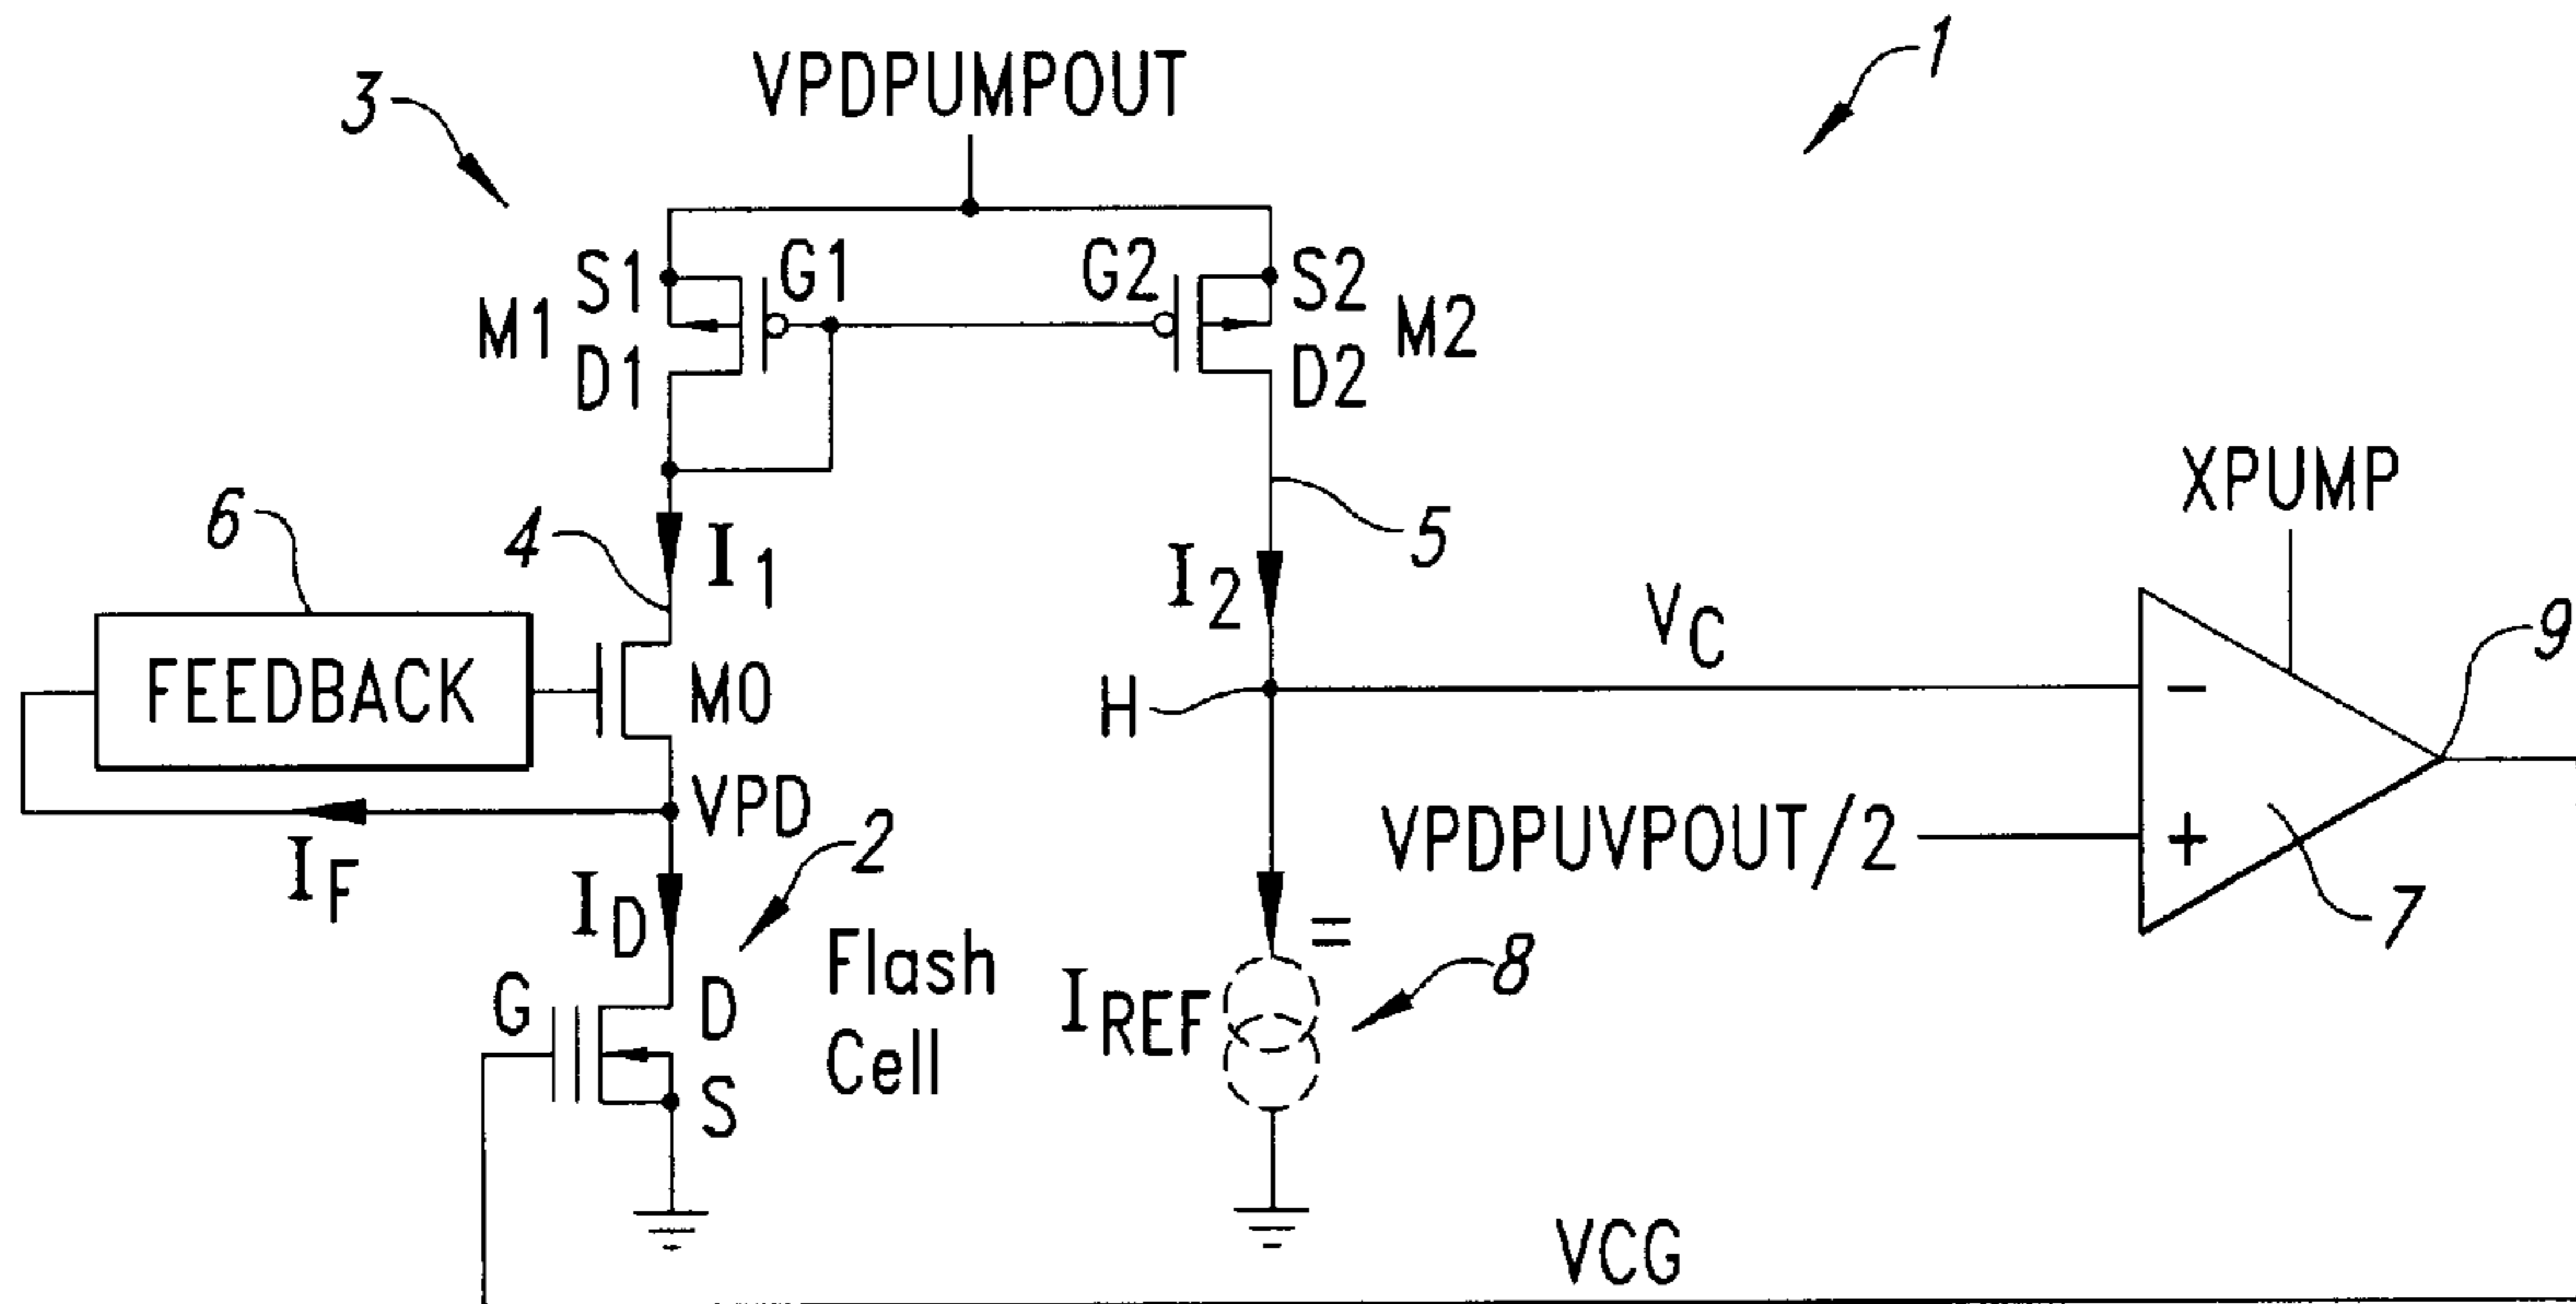 1
VPDPUMPOUT
3
S1
G1
G2
S2
M1
M2
D1
D2
XPUMP
6
4
I1
5
I2
VC
9
FEEDBACK
M0
H
-
VPD
2
VPDPUVPOUT/2
+
7
IF
ID
=
8
G
D
Flash
Cell
IREF
S
VCG